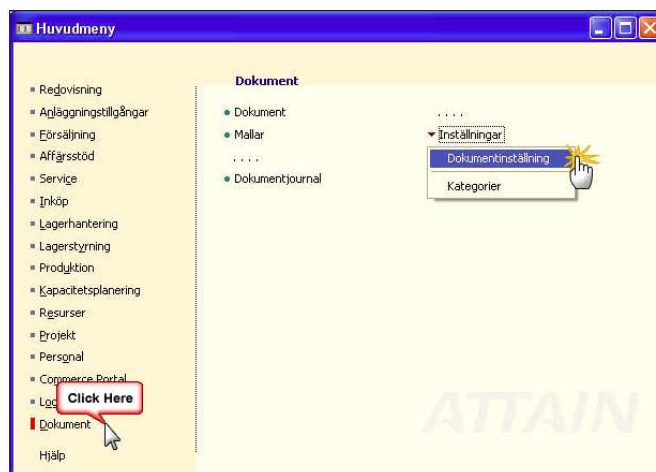 Huvudmeny
Redovisning
Anläggningstillgångar
Försäljning
Affärsstöd
Service
Inköp
Lagerhantering
Lagerstyrning
Produktion
Kapacitetsplanering
Resurser
Projekt
Personal
Commerce Portal
Click Here
Dokument
Hjälp
Dokument
Dokument
Mallar
. . . .
Dokumentjournal
. . . .
Inställningar
Dokumentinställning
Kategorier
ATTAIN